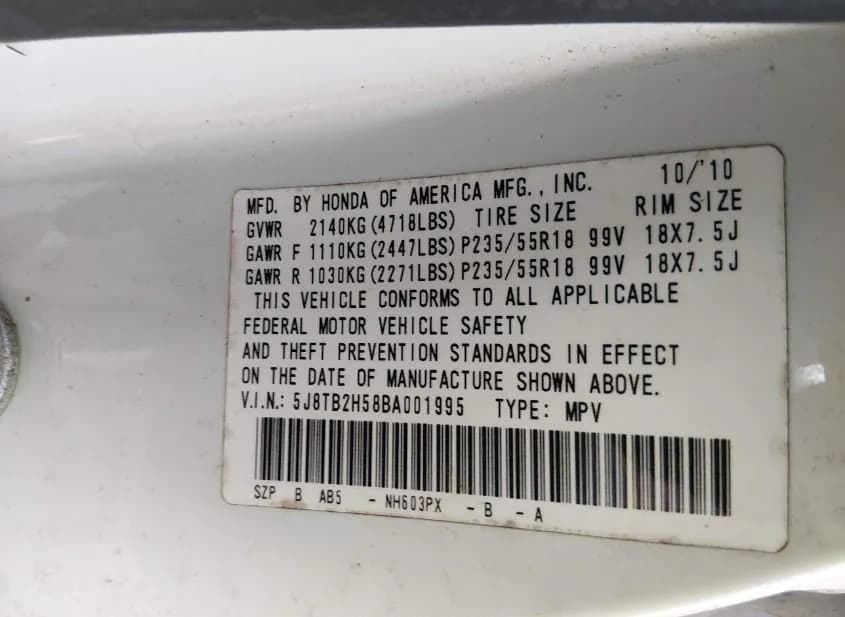 MFD. BY HONDA OF AMERICA MFG., INC. 10/'10
GVWR 2140KG(4718LBS) TIRE SIZE RIM SIZE
GAWR F 1110KG(2447LBS) P235/55R18 99V 18X7.5J
GAWR R 1030KG(2271LBS) P235/55R18 99V 18X7.5J
THIS VEHICLE CONFORMS TO ALL APPLICABLE
FEDERAL MOTOR VEHICLE SAFETY
AND THEFT PREVENTION STANDARDS IN EFFECT
ON THE DATE OF MANUFACTURE SHOWN ABOVE.
V.I.N.: 5J8TB2H58BA001995 TYPE: MPV
SZP B AB5 - NH603PX - B - A